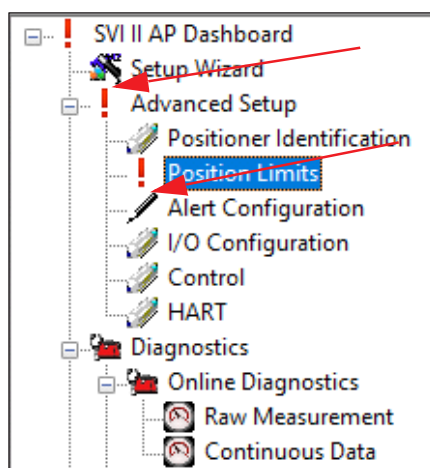 SVI II AP Dashboard
Setup Wizard
Advanced Setup
Positioner Identification
Position Limits
Alert Configuration
I/O Configuration
Control
HART
Diagnostics
Online Diagnostics
Raw Measurement
Continuous Data